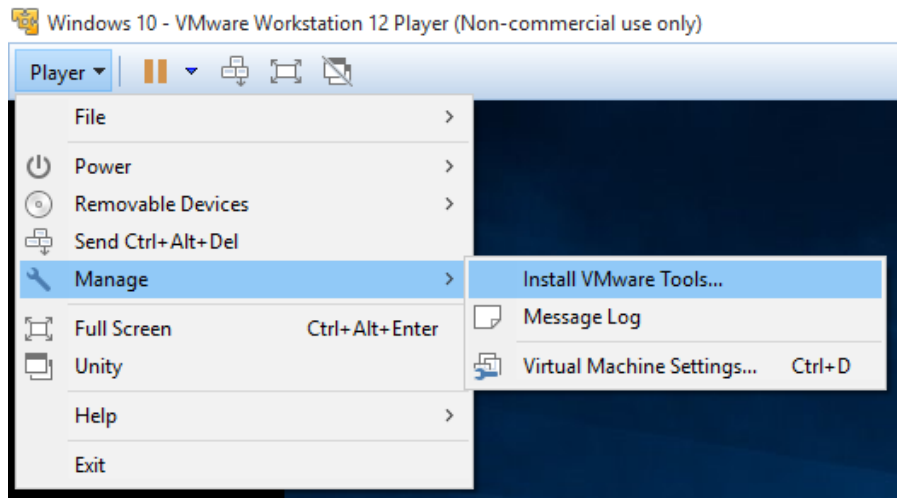 Windows 10 - VMware Workstation 12 Player (Non-commercial use only)
Player
File
Power
Removable Devices
Send Ctrl+Alt+Del
Manage
Install VMware Tools...
Message Log
Full Screen Ctrl+Alt+Enter
Unity
Virtual Machine Settings... Ctrl+D
Help
Exit